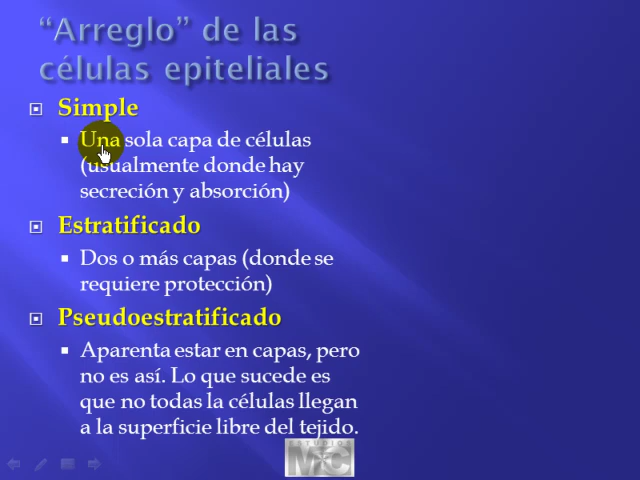 “Arreglo” de las
células epiteliales
Simple
Una sola capa de células
(usualmente donde hay
secreción y absorción)
Estratificado
Dos o más capas (donde se
requiere protección)
Pseudoestratificado
Aparenta estar en capas, pero
no es así. Lo que sucede es
que no todas la células llegan
a la superficie libre del tejido.
ESTUDIOS
MC